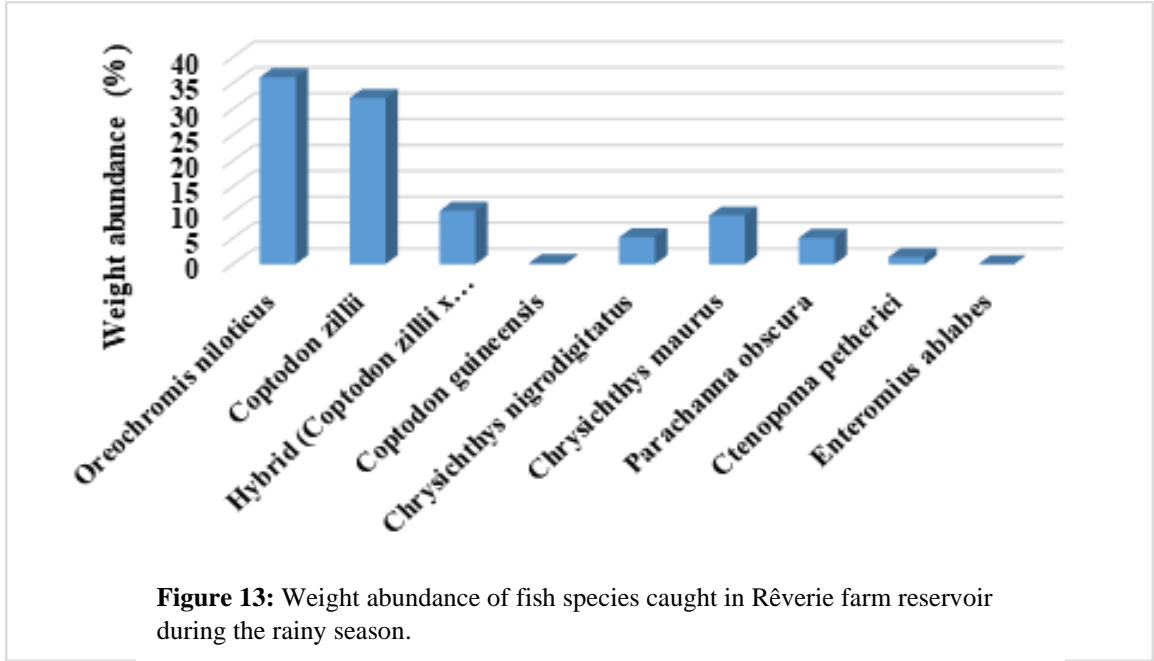 Weight abundance (%)
40
35
30
25
20
15
10
5
0
Oreochromis niloticus
Coptodon zillii
Hybrid (Coptodon zillii x...
Coptodon guineensis
Chrysichthys nigrodigitatus
Chrysichthys maurus
Parachanna obscura
Ctenopoma petherici
Enteromius ablabes
Figure 13: Weight abundance of fish species caught in Rêverie farm reservoir
during the rainy season.